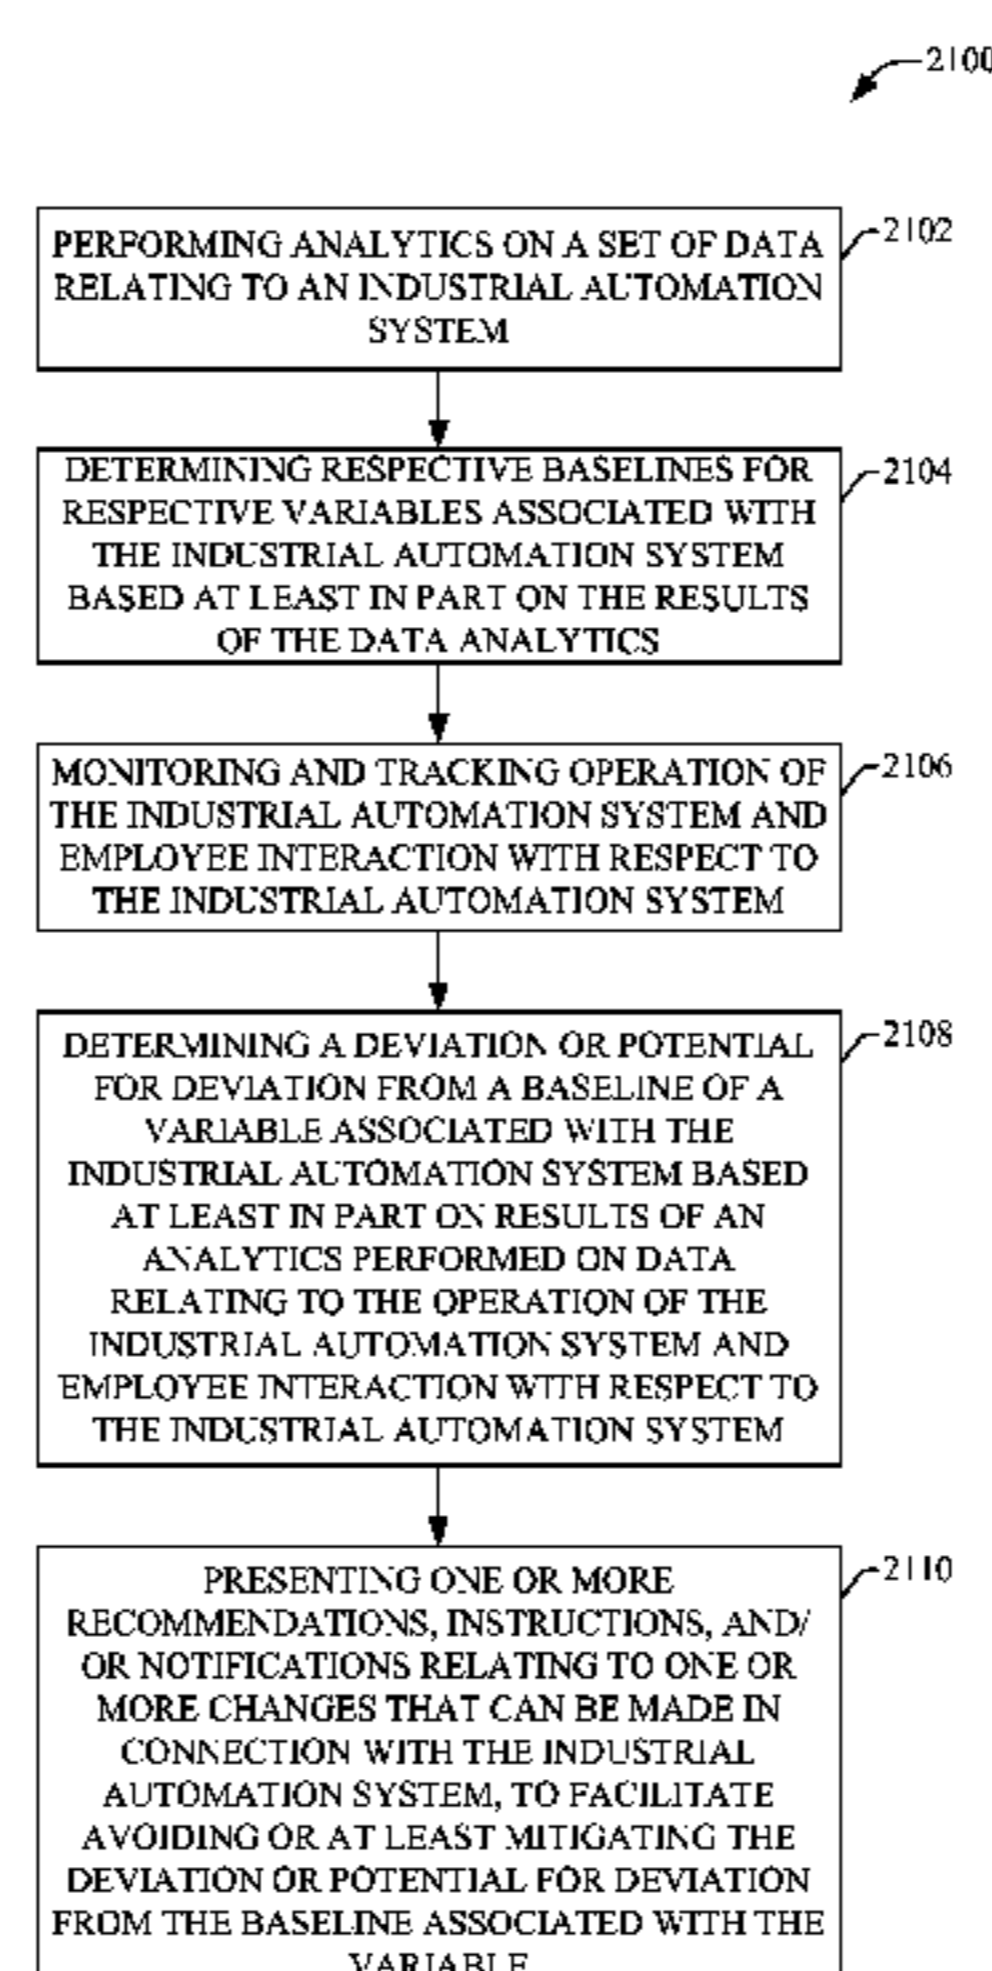 2100
PERFORMING ANALYTICS ON A SET OF DATA
RELATING TO AN INDUSTRIAL AUTOMATION
SYSTEM
2102
DETERMINING RESPECTIVE BASELINES FOR
RESPECTIVE VARIABLES ASSOCIATED WITH
THE INDUSTRIAL AUTOMATION SYSTEM
BASED AT LEAST IN PART ON THE RESULTS
OF THE DATA ANALYTICS
2104
MONITORING AND TRACKING OPERATION OF
THE INDUSTRIAL AUTOMATION SYSTEM AND
EMPLOYEE INTERACTION WITH RESPECT TO
THE INDUSTRIAL AUTOMATION SYSTEM
2106
DETERMINING A DEVIATION OR POTENTIAL
FOR DEVIATION FROM A BASELINE OF A
VARIABLE ASSOCIATED WITH THE
INDUSTRIAL AUTOMATION SYSTEM BASED
AT LEAST IN PART ON RESULTS OF AN
ANALYTICS PERFORMED ON DATA
RELATING TO THE OPERATION OF THE
INDUSTRIAL AUTOMATION SYSTEM AND
EMPLOYEE INTERACTION WITH RESPECT TO
THE INDUSTRIAL AUTOMATION SYSTEM
2108
PRESENTING ONE OR MORE
RECOMMENDATIONS, INSTRUCTIONS, AND/
OR NOTIFICATIONS RELATING TO ONE OR
MORE CHANGES THAT CAN BE MADE IN
CONNECTION WITH THE INDUSTRIAL
AUTOMATION SYSTEM, TO FACILITATE
AVOIDING OR AT LEAST MITIGATING THE
DEVIATION OR POTENTIAL FOR DEVIATION
FROM THE BASELINE ASSOCIATED WITH THE
VARIABLE
2110